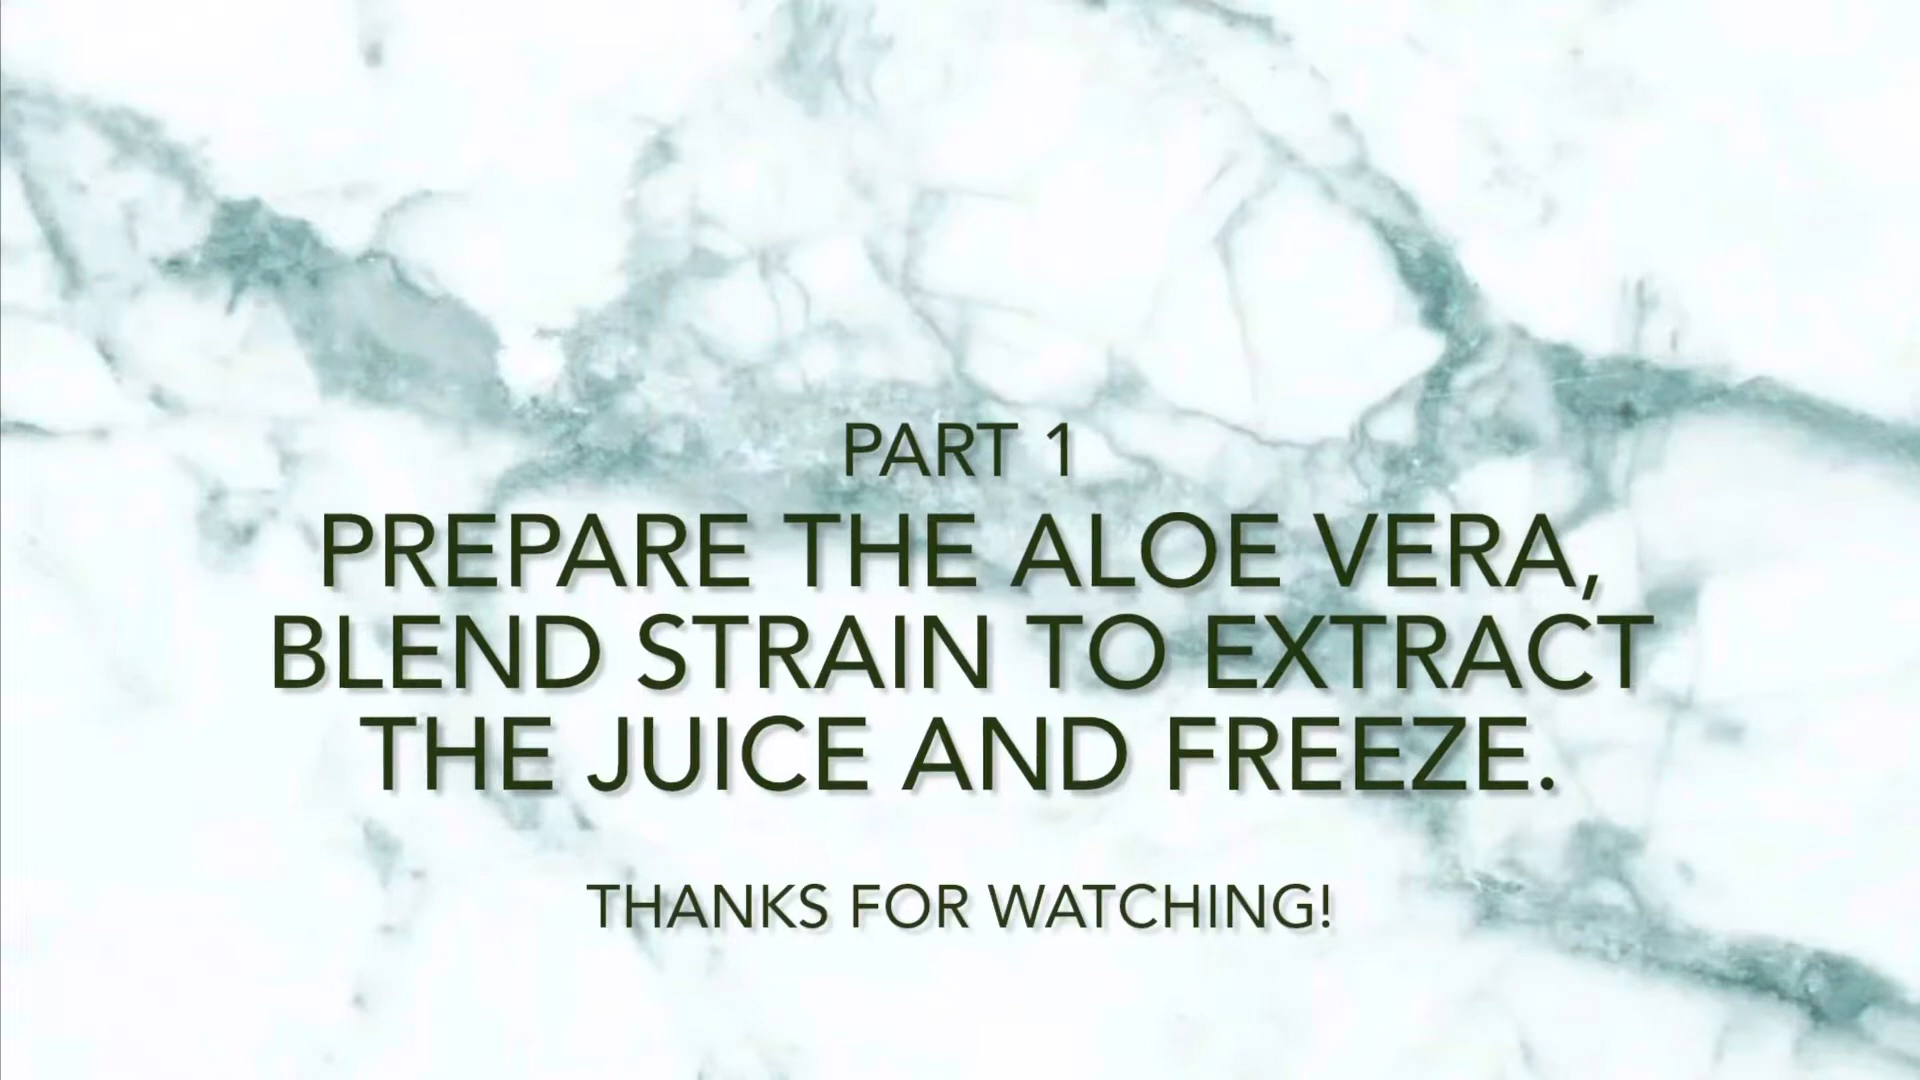 PART 1
PREPARE THE ALOE VERA,
BLEND STRAIN TO EXTRACT
THE JUICE AND FREEZE.
THANKS FOR WATCHING!